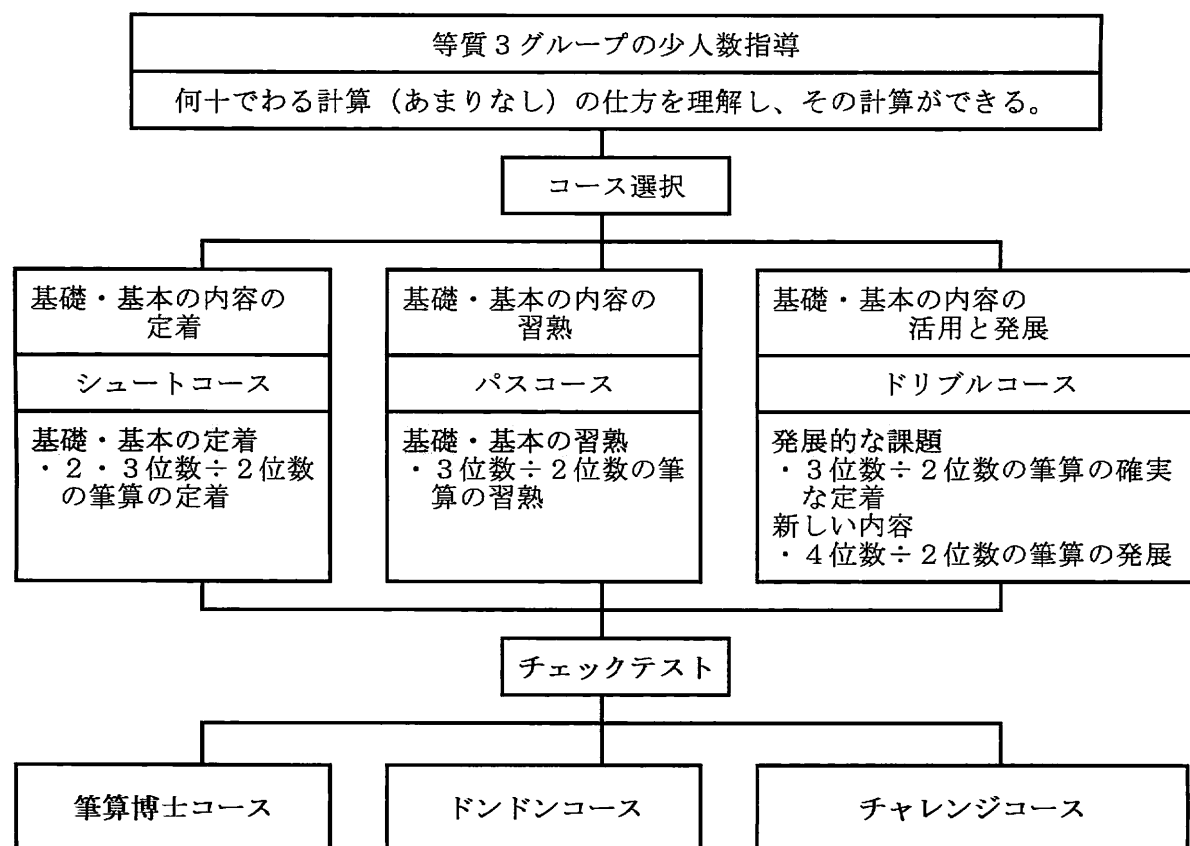 等質3グループの少人数指導
何十でわる計算（あまりなし）の仕方を理解し、その計算ができる。
コース選択
基礎・基本の内容の
定着
シュートコース
基礎・基本の定着
・2・3位数÷2位数
の筆算の定着
基礎・基本の内容の
習熟
パスコース
基礎・基本の習熟
・3位数÷2位数の筆
算の習熟
基礎・基本の内容の
活用と発展
ドリブルコース
発展的な課題
・3位数÷2位数の筆算の確実
な定着
新しい内容
・4位数÷2位数の筆算の発展
チェックテスト
筆算博士コース
ドンドンコース
チャレンジコース